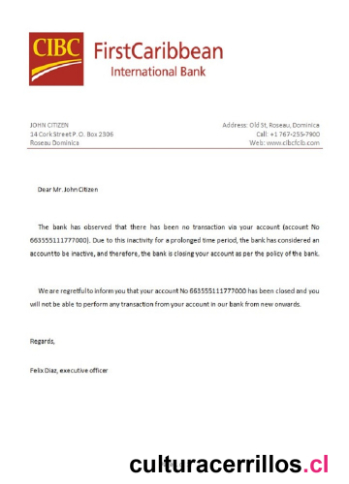 CIBC FirstCaribbean
International Bank
JOHN CITIZEN
14 Cork Street P.O. Box 2306
Roseau Dominica
Address: Old St, Roseau, Dominica
Call: +1 767-255-7900
Web: www.cibcfcib.com
Dear Mr. John Citizen
The bank has observed that there has been no transaction via your account (account No
663555111777000). Due to this inactivity for a prolonged time period, the bank has considered an
account to be inactive, and therefore, the bank is closing your account as per the policy of the bank.
We are regretful to inform you that your account No 663555111777000 has been closed and you
will not be able to perform any transaction from your account in our bank from new onwards.
Regards,
Felix Diaz, executive officer
culturacerrillos.cl